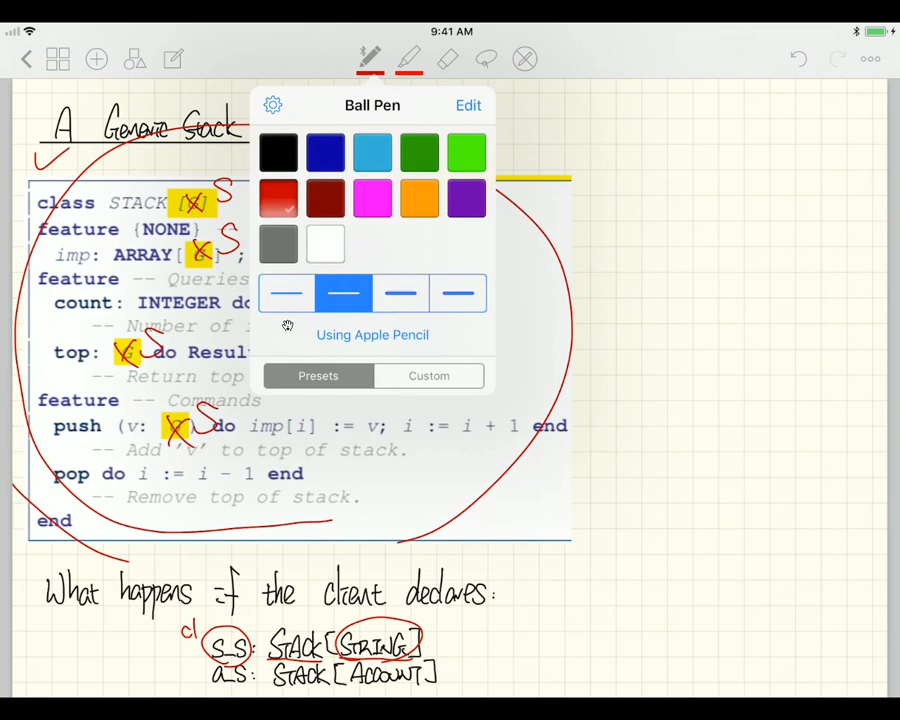 9:41 AM
Ball Pen
Edit
A Generic Stack
class STACK [G] S
feature {NONE} --
imp: ARRAY[ G ] ; S
feature -- Queries
count: INTEGER do
-- Number of i
top: G do Resul S
-- Return top
feature -- Commands
push (v: G do imp[i] := v; i := i + 1 end S
-- Add 'v' to top of stack.
pop do i := i - 1 end
-- Remove top of stack.
end
Using Apple Pencil
Presets
Custom
What happens if the client declares:
c1
s_s: STACK[STRING]
a_s: STACK[ACCOUNT]